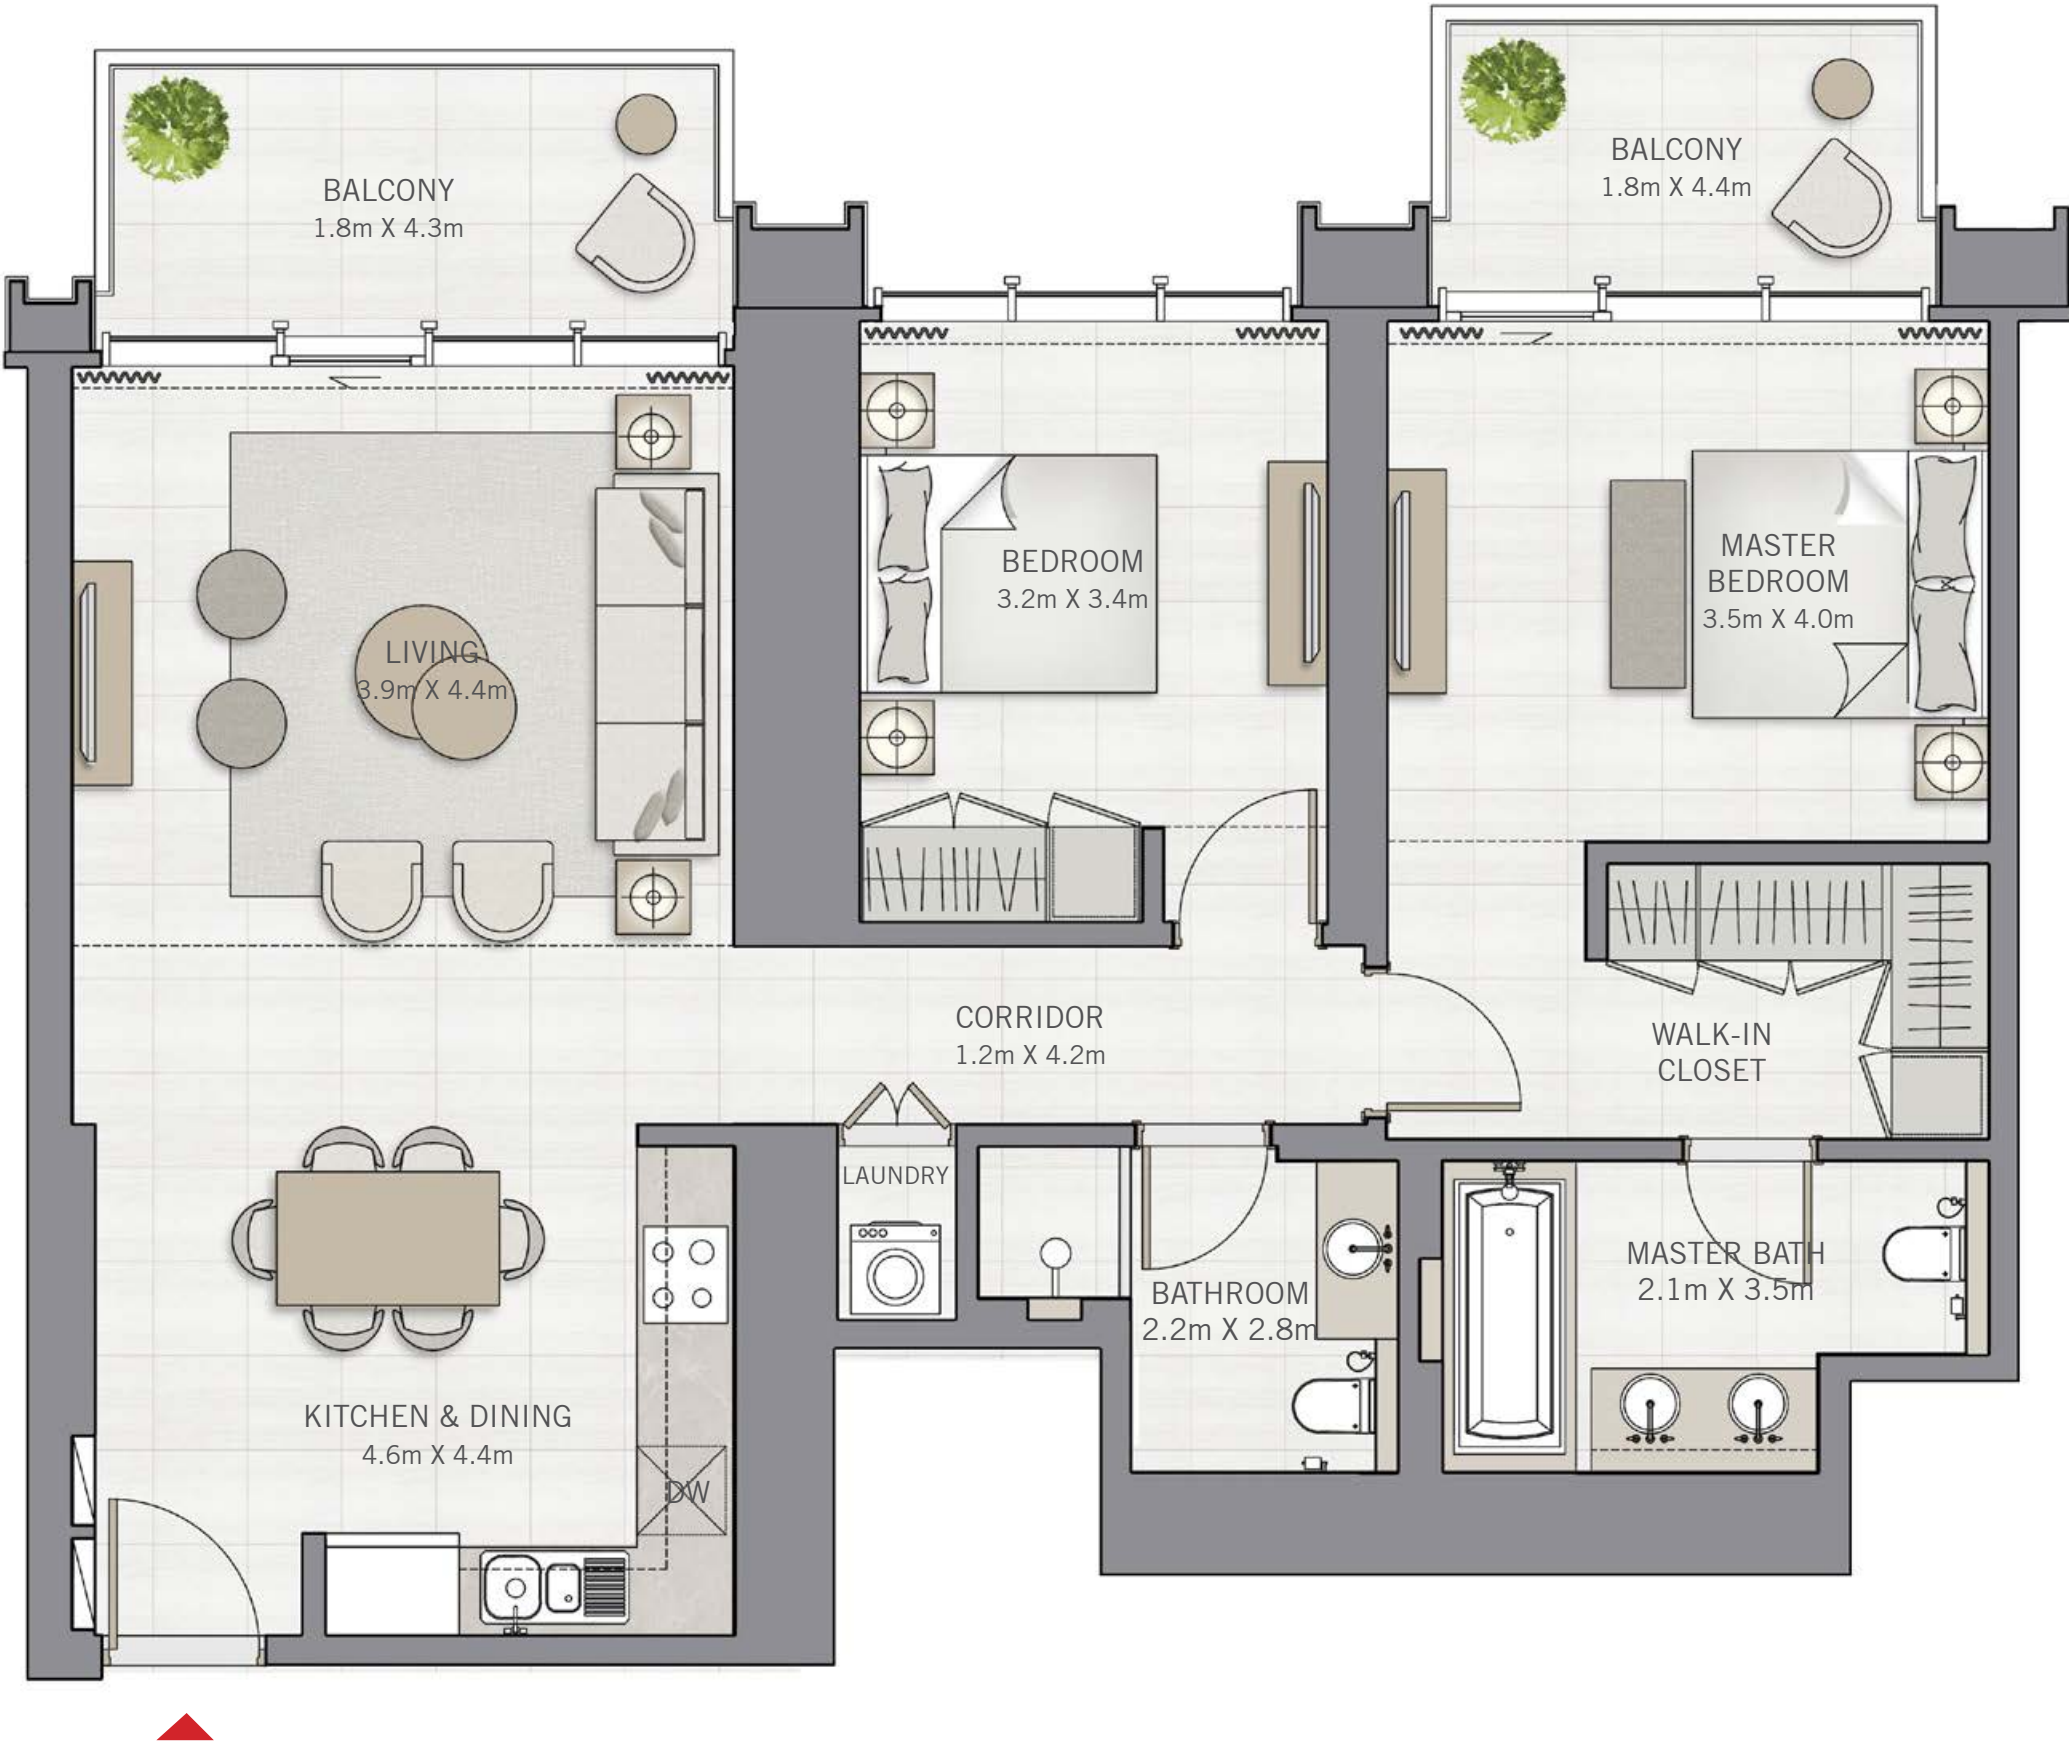 BALCONY
1.8m X 4.3m
BALCONY
1.8m X 4.4m
BEDROOM
3.2m X 3.4m
MASTER
BEDROOM
3.5m X 4.0m
LIVING
3.9m X 4.4m
CORRIDOR
1.2m X 4.2m
WALK-IN
CLOSET
LAUNDRY
BATHROOM
2.2m X 2.8m
MASTER BATH
2.1m X 3.5m
KITCHEN & DINING
4.6m X 4.4m
DW